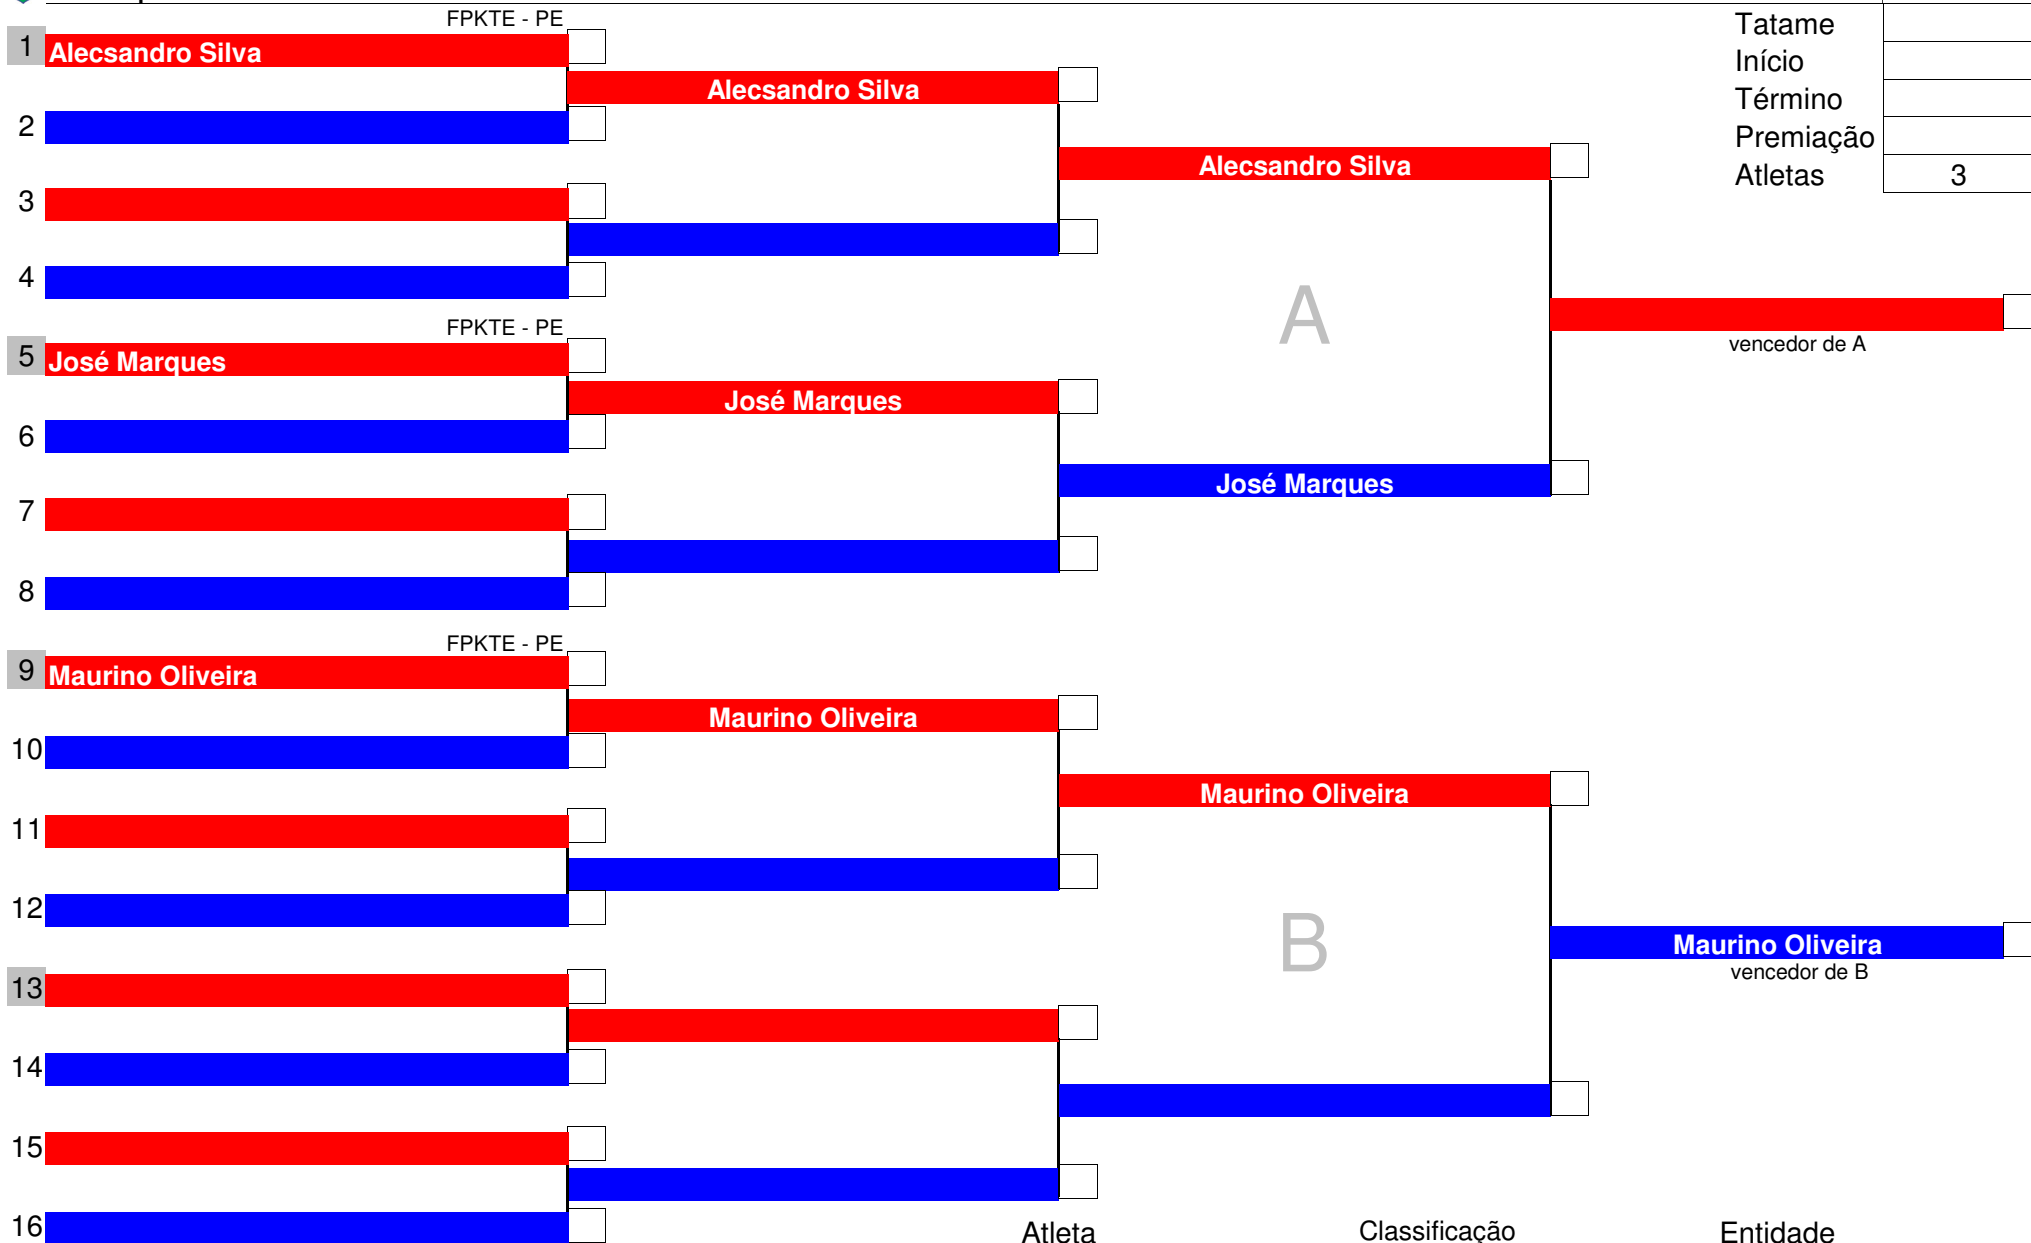 FPKTE - PE
Tatame
1 Alecsandro Silva
Início
Alecsandro Silva
Término
2
Premiação
Alecsandro Silva
Atletas 3
3
4
A
FPKTE - PE
vencedor de A
5 José Marques
José Marques
6
José Marques
7
8
FPKTE - PE
9 Maurino Oliveira
Maurino Oliveira
10
Maurino Oliveira
11
12
B
Maurino Oliveira
vencedor de B
13
14
15
16
Atleta Classificação Entidade